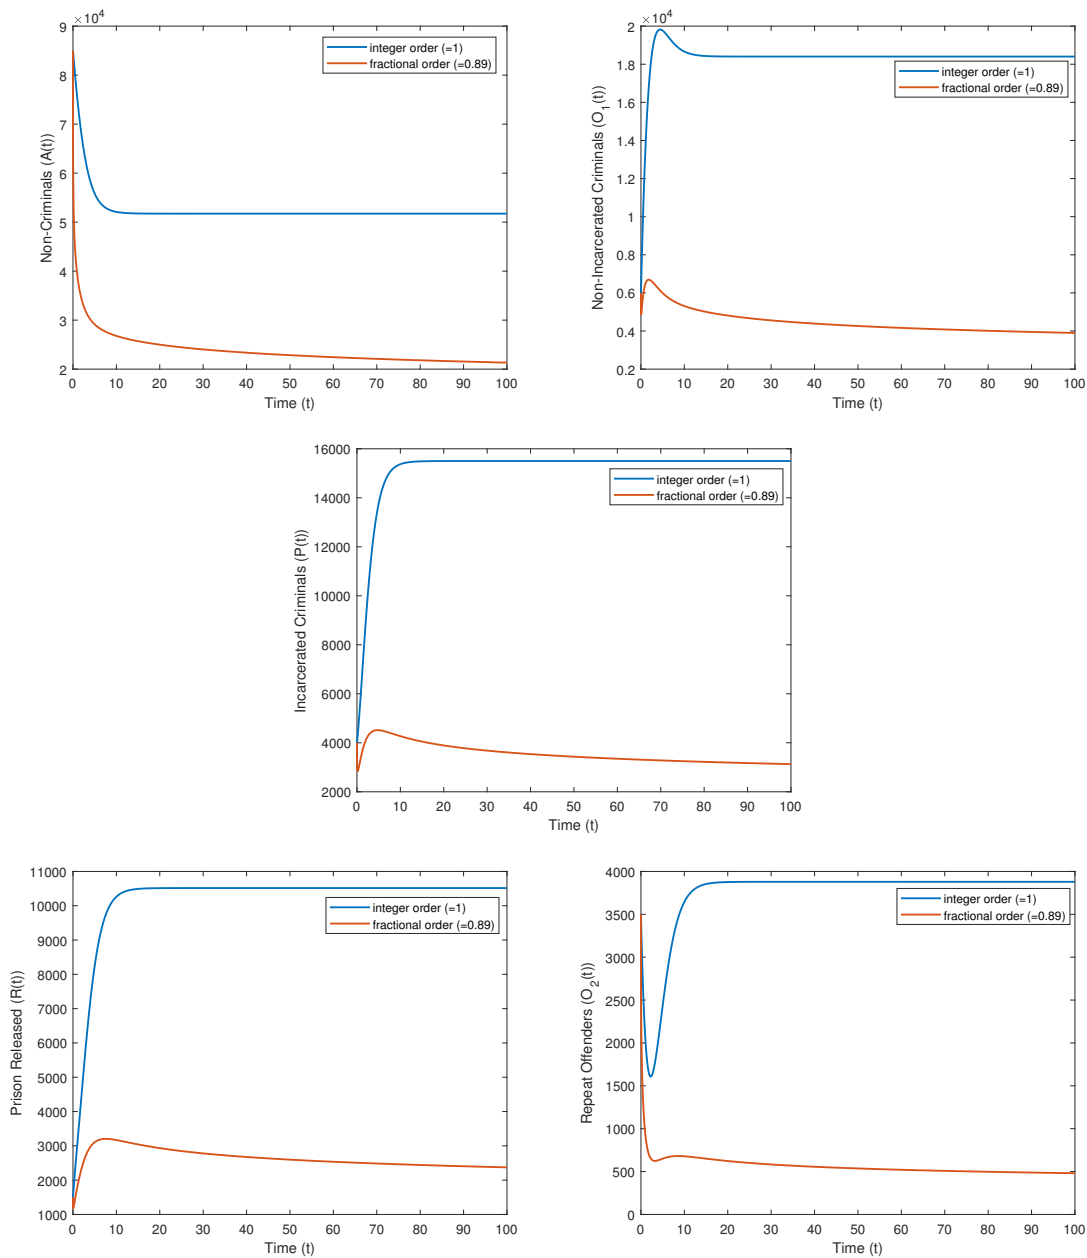 ×10⁴
9
8
7
6
5
4
3
2
Non-Criminals (A(t))
integer order (=1)
fractional order (=0.89)
0 10 20 30 40 50 60 70 80 90 100
Time (t)
×10⁴
2
1.8
1.6
1.4
1.2
1
0.8
0.6
0.4
0.2
Non-Incarcerated Criminals (O₁(t))
integer order (=1)
fractional order (=0.89)
0 10 20 30 40 50 60 70 80 90 100
Time (t)
16000
14000
12000
10000
8000
6000
4000
2000
Incarcerated Criminals (P(t))
integer order (=1)
fractional order (=0.89)
0 10 20 30 40 50 60 70 80 90 100
Time (t)
11000
10000
9000
8000
7000
6000
5000
4000
3000
2000
1000
Prison Released (R(t))
integer order (=1)
fractional order (=0.89)
0 10 20 30 40 50 60 70 80 90 100
Time (t)
4000
3500
3000
2500
2000
1500
1000
500
0
Repeat Offenders (O₂(t))
integer order (=1)
fractional order (=0.89)
0 10 20 30 40 50 60 70 80 90 100
Time (t)